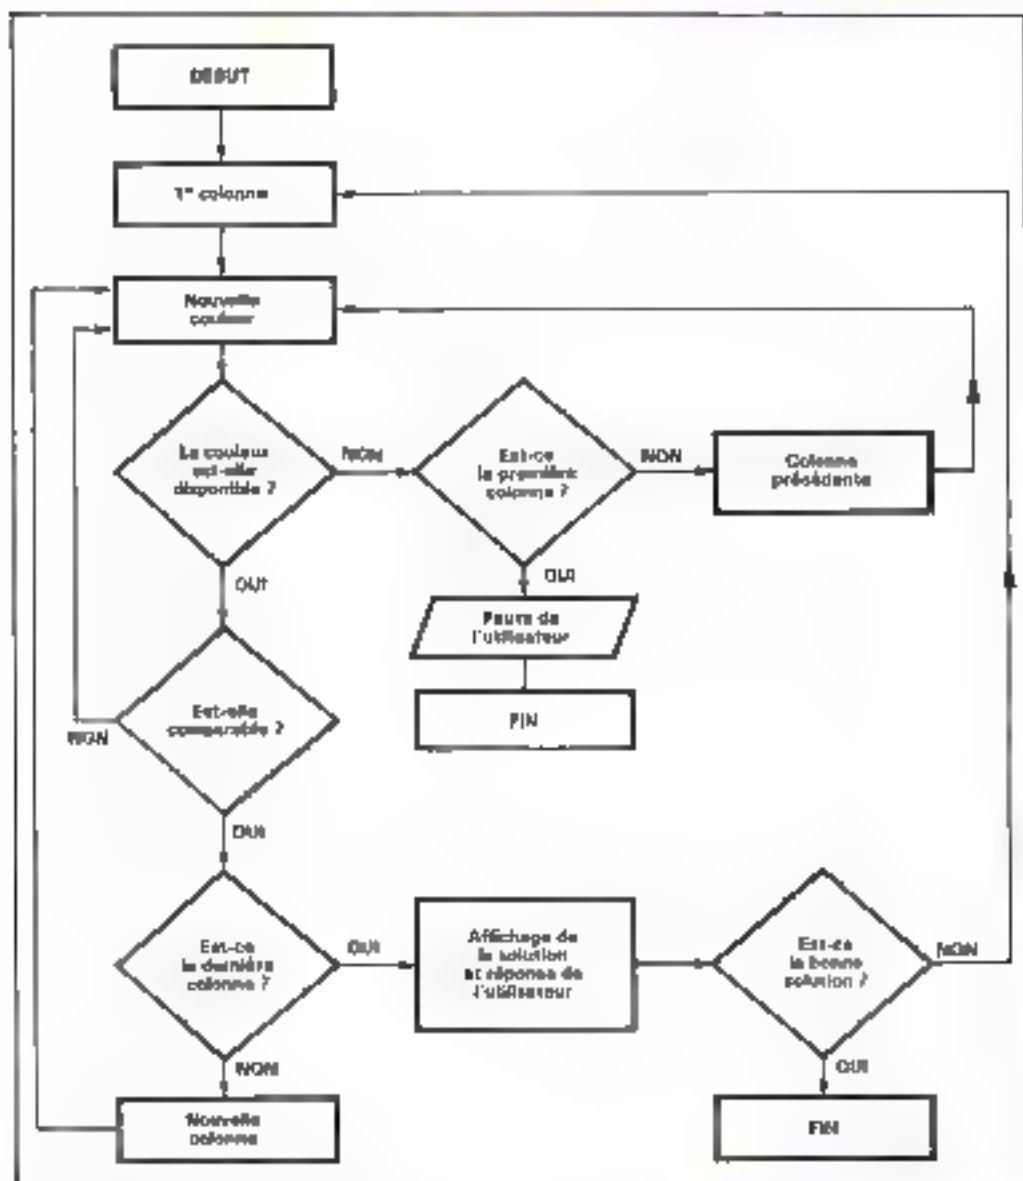 DEBUT
1re colonne
Nouvelle
couleur
La couleur
est-elle
disponible ?
NON
Est-ce
la première
colonne ?
NON
Colonne
précédente
OUI
OUI
Faute de
l'utilisateur
FIN
Est-elle
comparable ?
NON
OUI
Est-ce
la dernière
colonne ?
OUI
Affichage de
la solution
et réponse de
l'utilisateur
Est-ce
la bonne
solution ?
NON
NON
OUI
Nouvelle
colonne
FIN